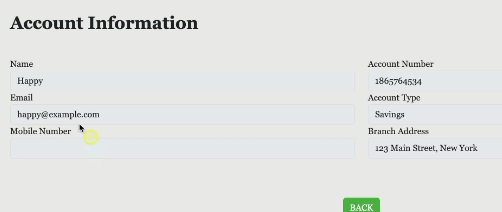 Account Information
Name
Happy
Email
happy@example.com
Mobile Number
Account Number
1865764534
Account Type
Savings
Branch Address
123 Main Street, New York
BACK